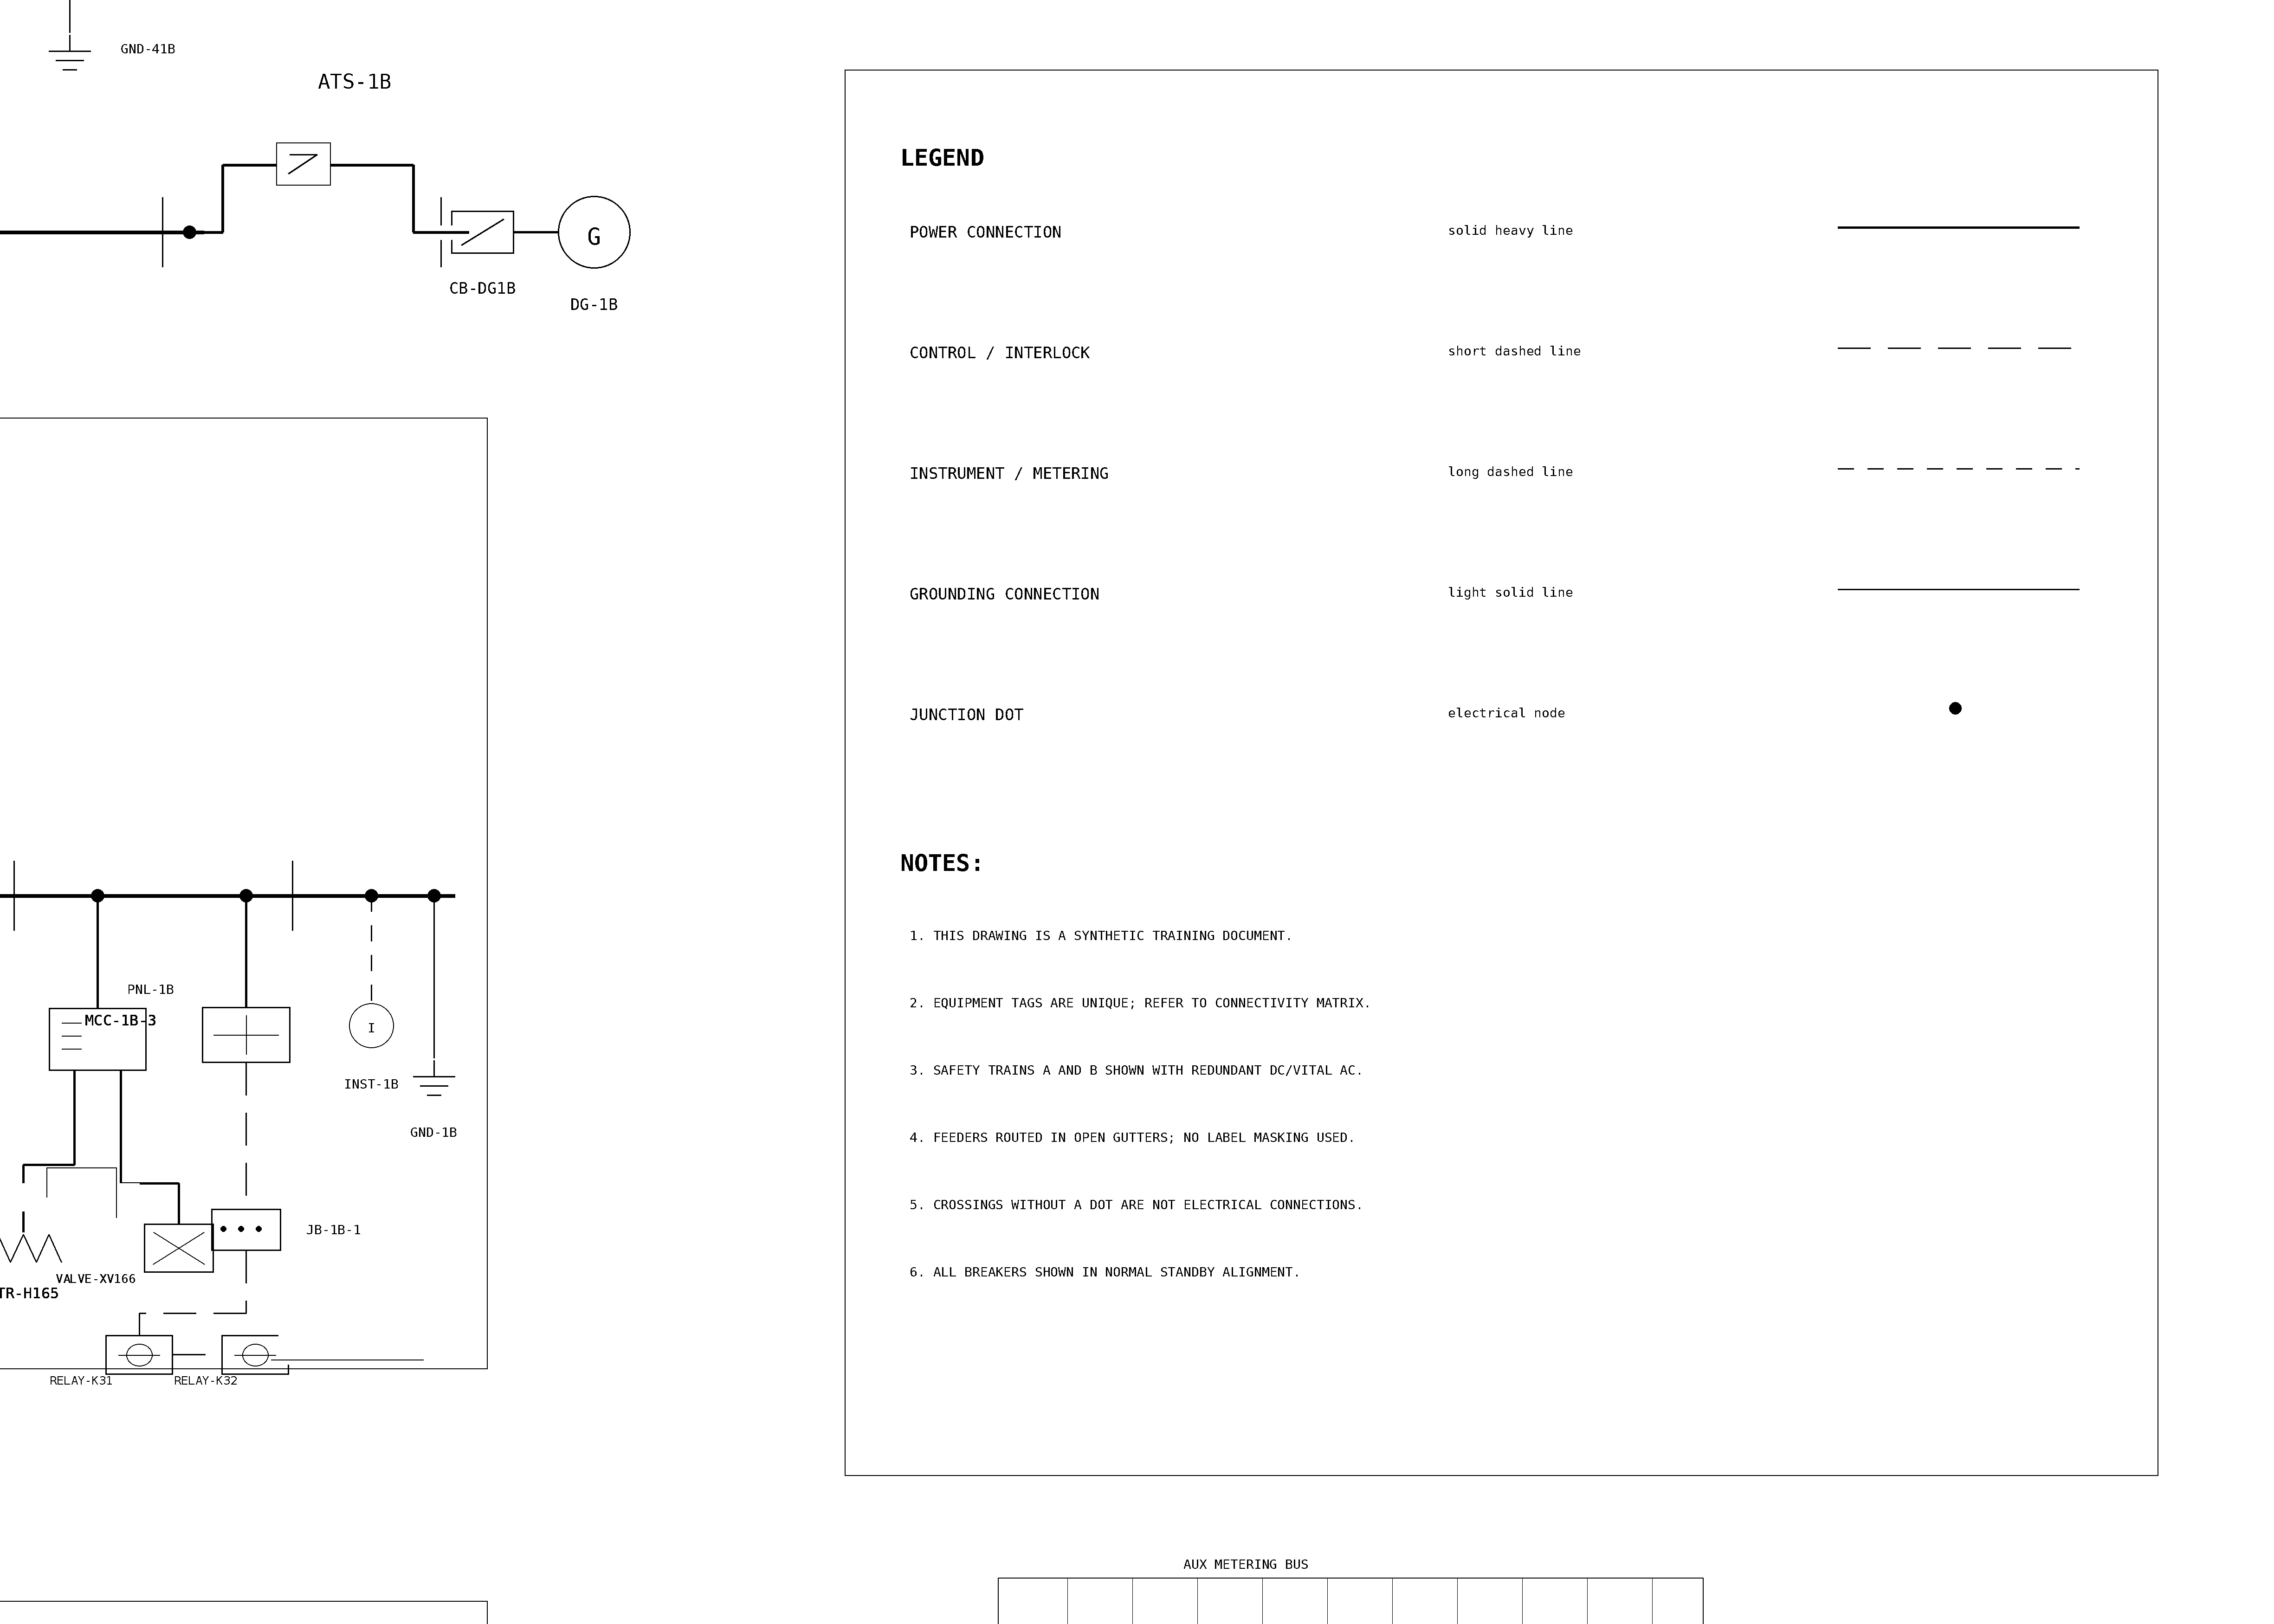 GND-41B
ATS-1B
G
CB-DG1B
DG-1B
LEGEND
POWER CONNECTION solid heavy line
CONTROL / INTERLOCK short dashed line
INSTRUMENT / METERING long dashed line
GROUNDING CONNECTION light solid line
JUNCTION DOT electrical node
NOTES:
1. THIS DRAWING IS A SYNTHETIC TRAINING DOCUMENT.
2. EQUIPMENT TAGS ARE UNIQUE; REFER TO CONNECTIVITY MATRIX.
3. SAFETY TRAINS A AND B SHOWN WITH REDUNDANT DC/VITAL AC.
4. FEEDERS ROUTED IN OPEN GUTTERS; NO LABEL MASKING USED.
5. CROSSINGS WITHOUT A DOT ARE NOT ELECTRICAL CONNECTIONS.
6. ALL BREAKERS SHOWN IN NORMAL STANDBY ALIGNMENT.
PNL-1B
MCC-1B-3
I
INST-1B
GND-1B
JB-1B-1
VALVE-XV166
TR-H165
RELAY-K31
RELAY-K32
AUX METERING BUS